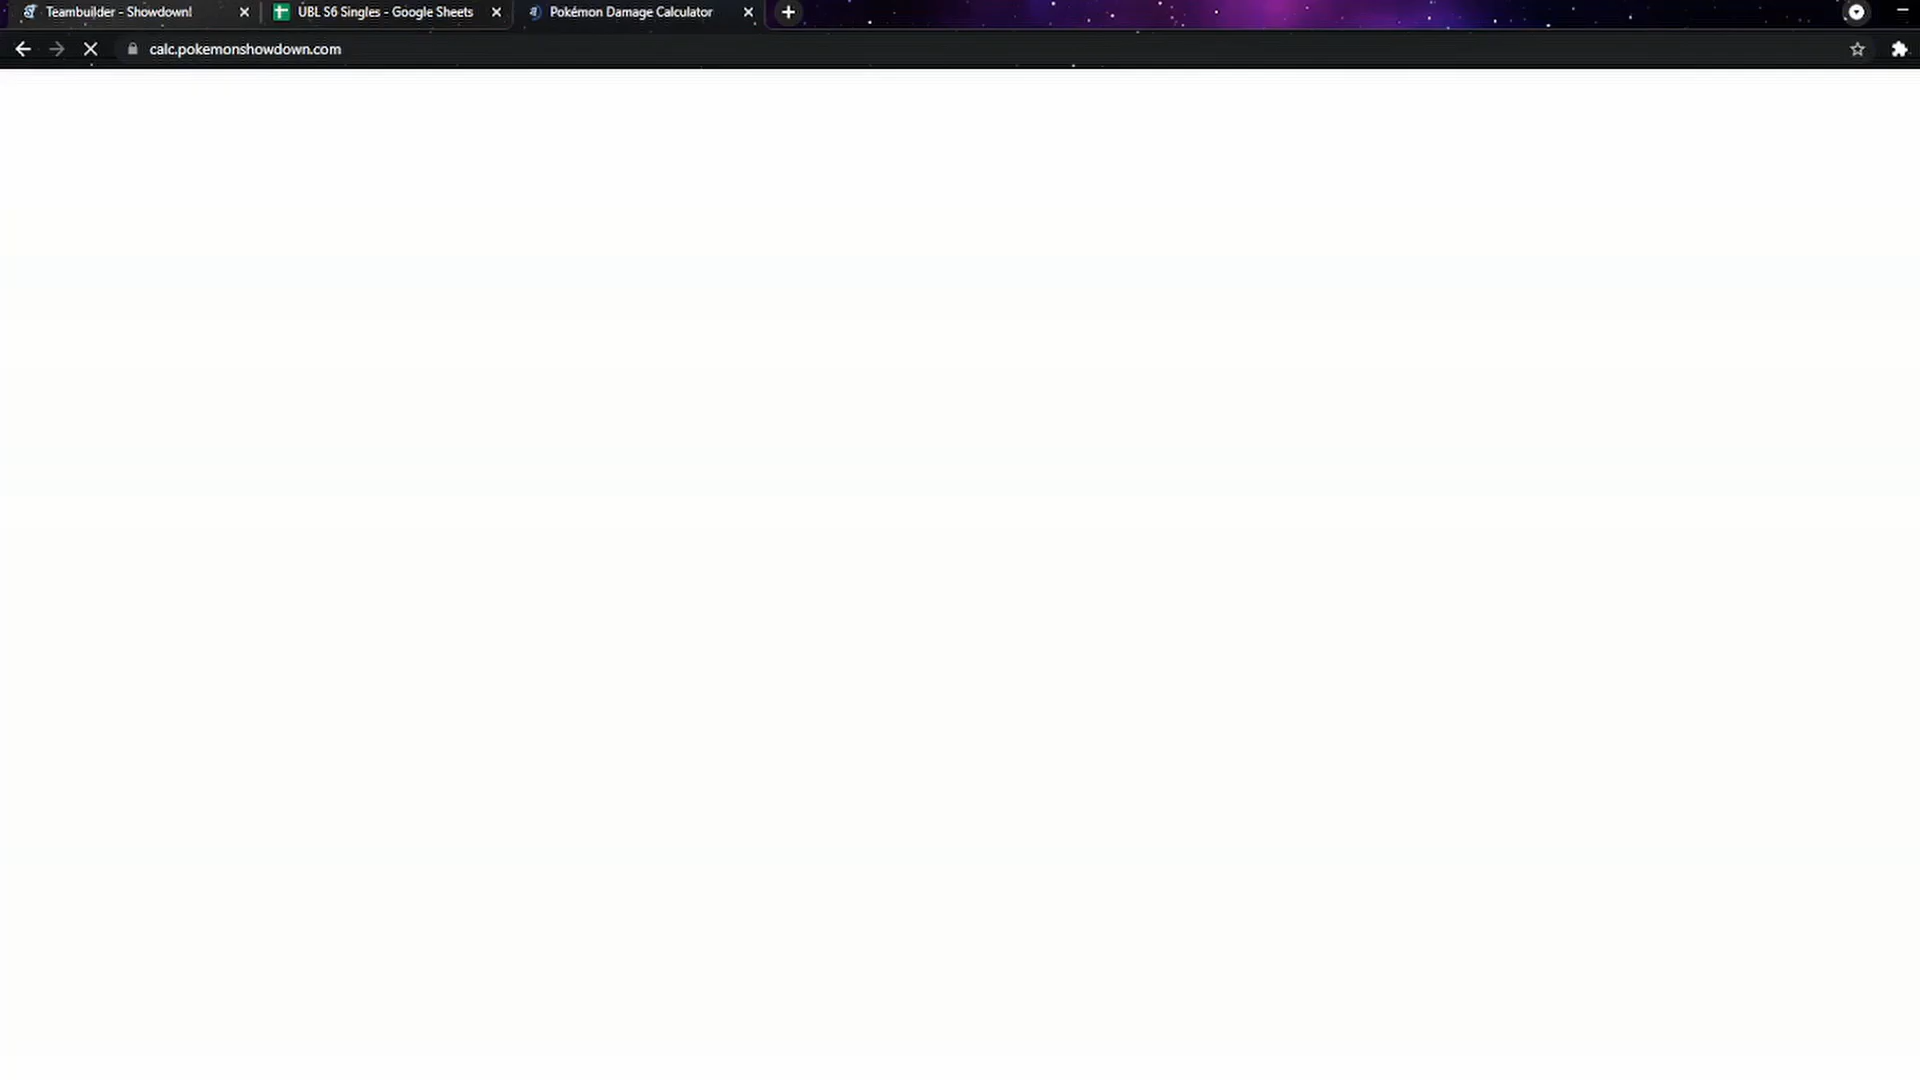 Teambuilder - Showdown!
UBL S6 Singles - Google Sheets
Pokémon Damage Calculator
calc.pokemonshowdown.com